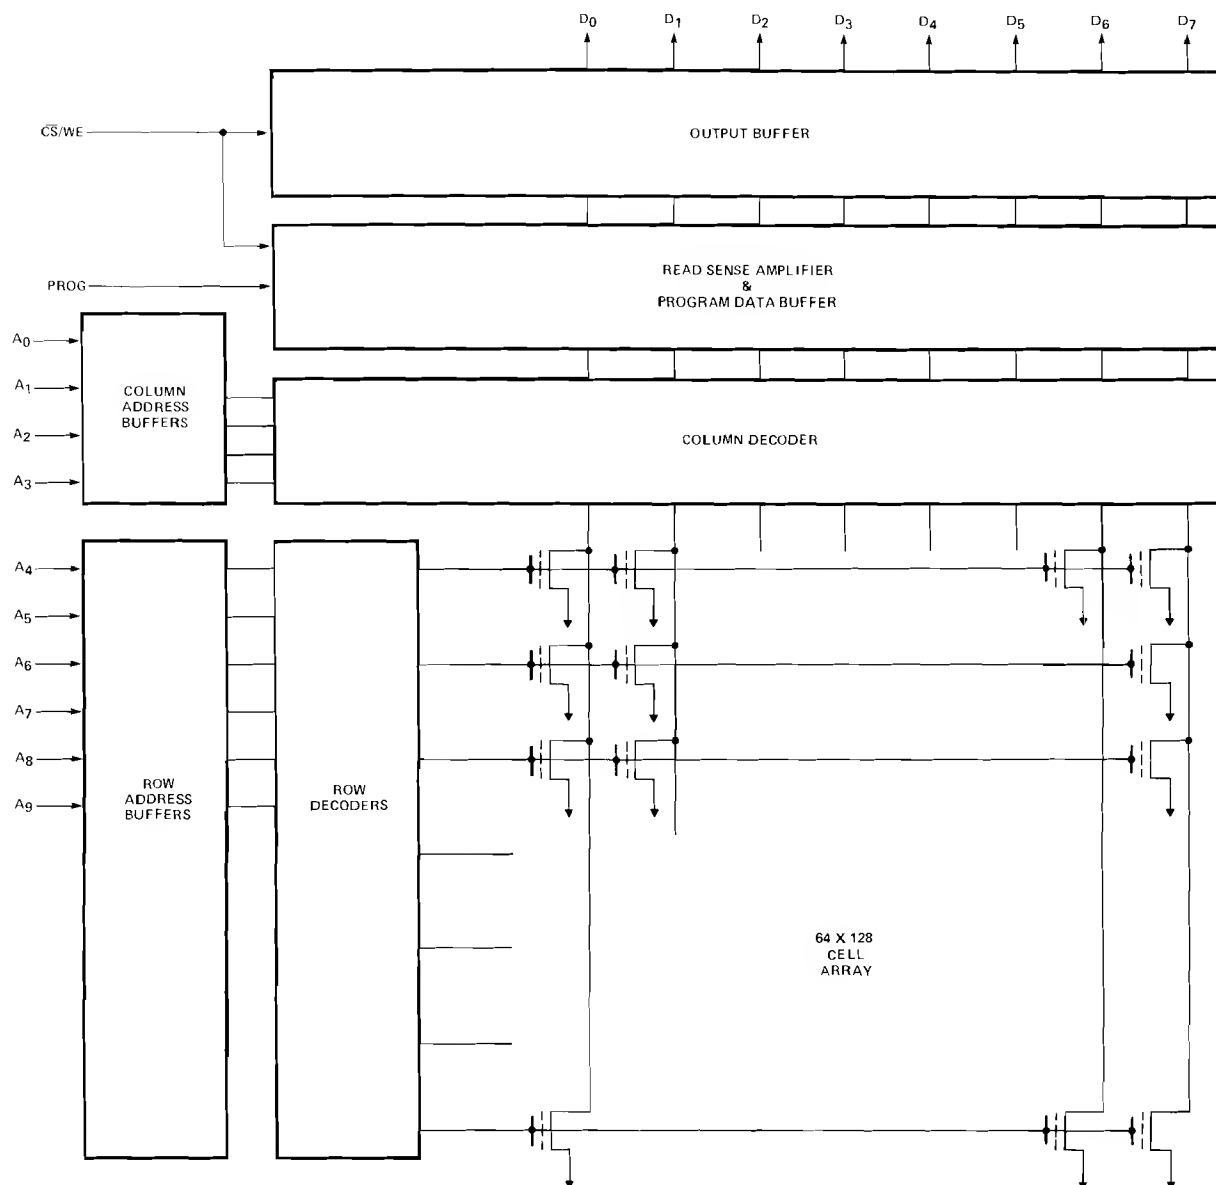 D0 D1 D2 D3 D4 D5 D6 D7
C̅S̅/WE
OUTPUT BUFFER
READ SENSE AMPLIFIER
&
PROGRAM DATA BUFFER
PROG
A0
A1
A2
A3
COLUMN
ADDRESS
BUFFERS
COLUMN DECODER
A4
A5
A6
A7
A8
A9
ROW
ADDRESS
BUFFERS
ROW
DECODERS
64 X 128
CELL
ARRAY